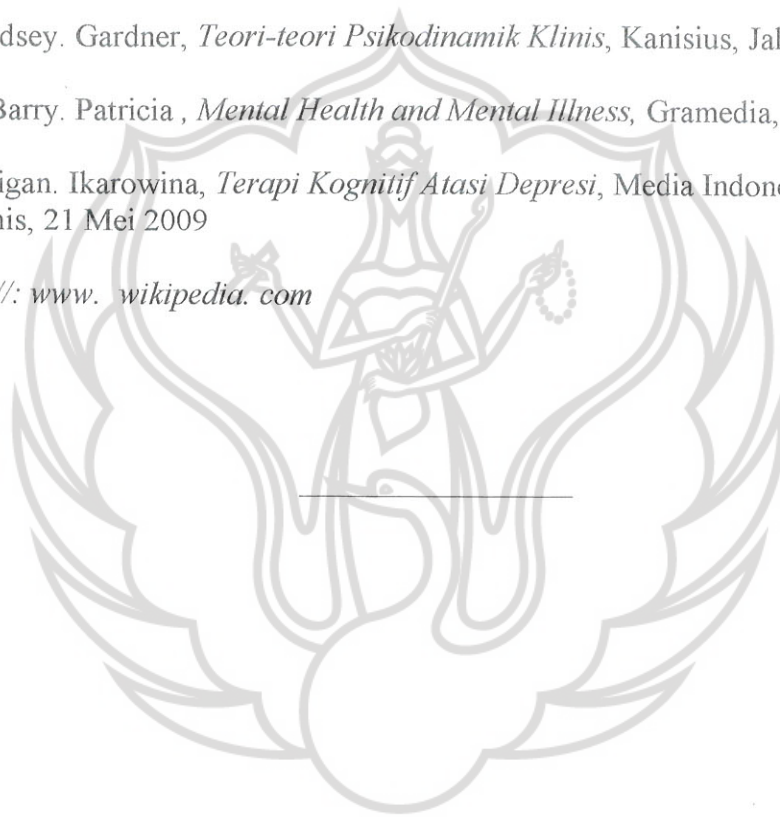 dsey. Gardner, Teori-teori Psikodinamik Klinis, Kanisius, Jal
Barry. Patricia , Mental Health and Mental Illness, Gramedia,
igan. Ikarowina, Terapi Kognitif Atasi Depresi, Media Indone
nis, 21 Mei 2009
//: www. wikipedia. com